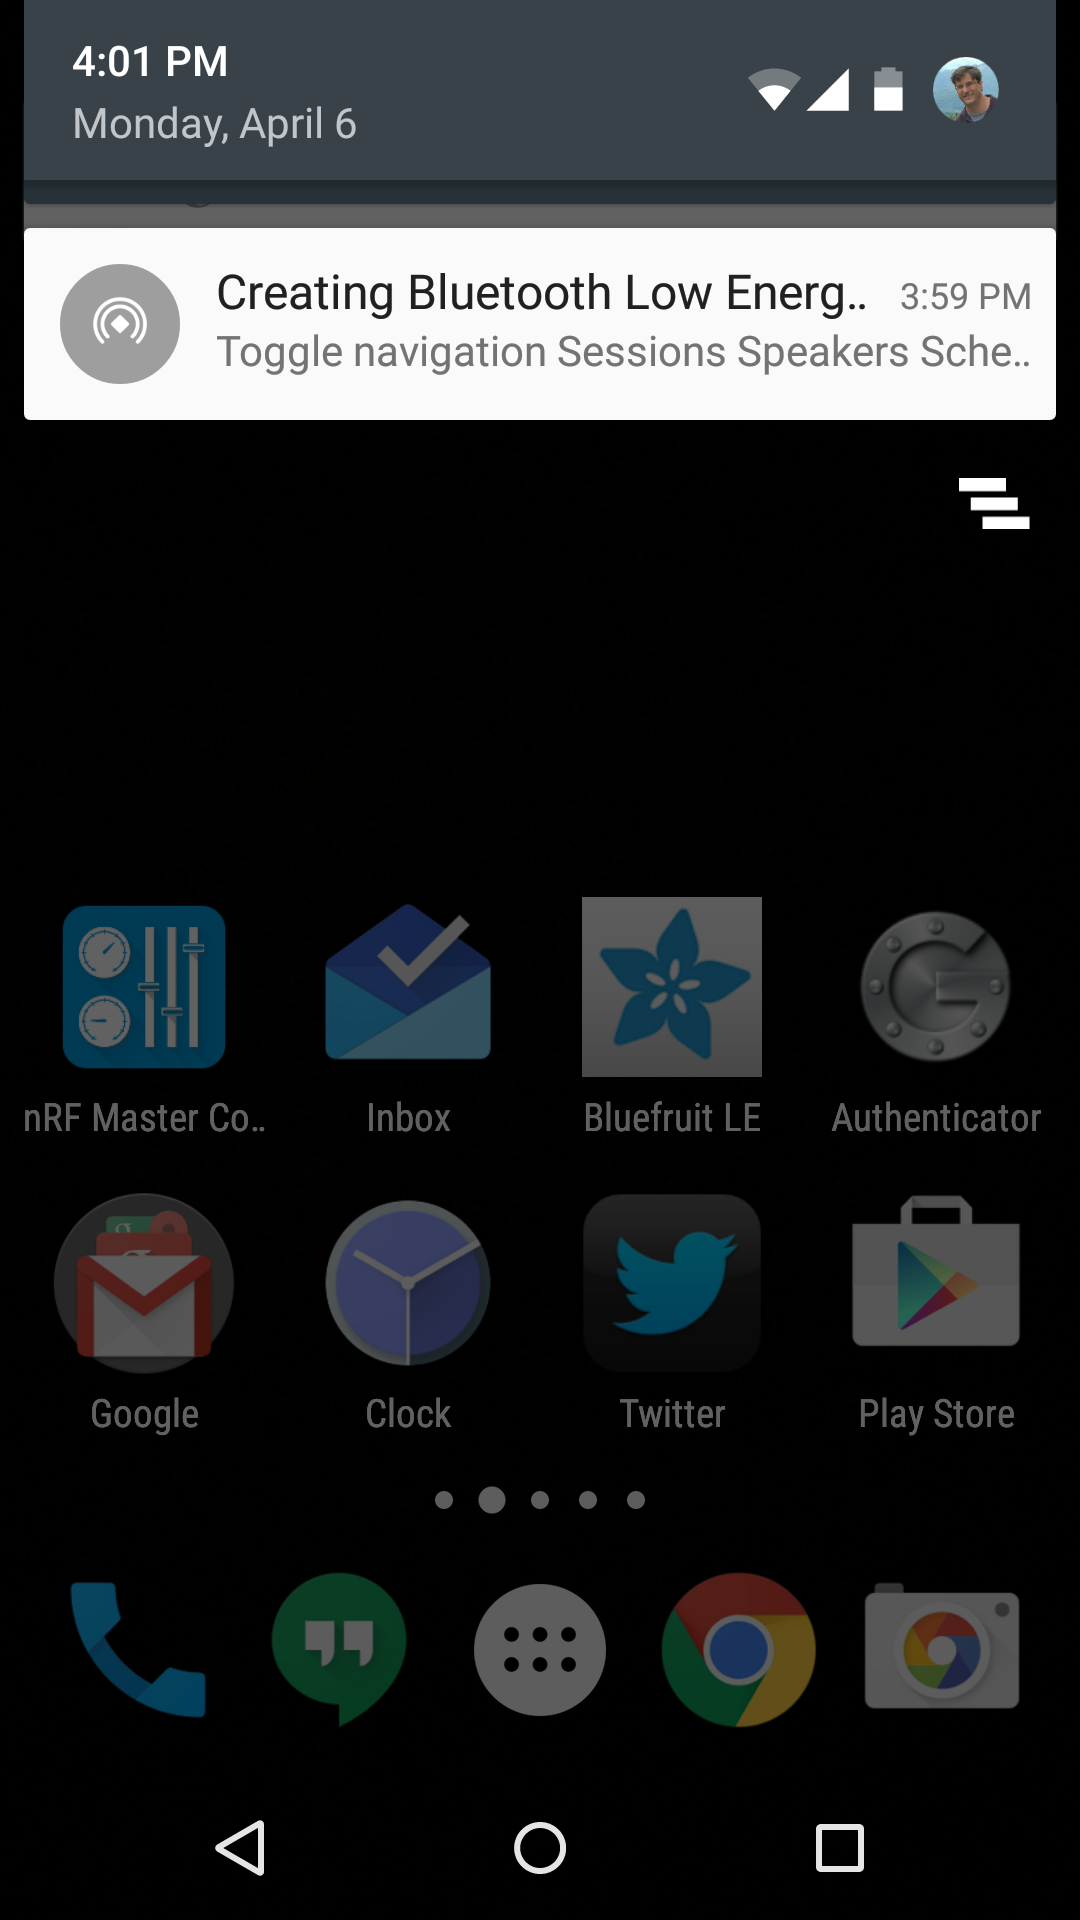 4:01 PM
Monday, April 6
Creating Bluetooth Low Energ.. 3:59 PM
Toggle navigation Sessions Speakers Sche..
nRF Master Co.. Inbox Bluefruit LE Authenticator
Google Clock Twitter Play Store